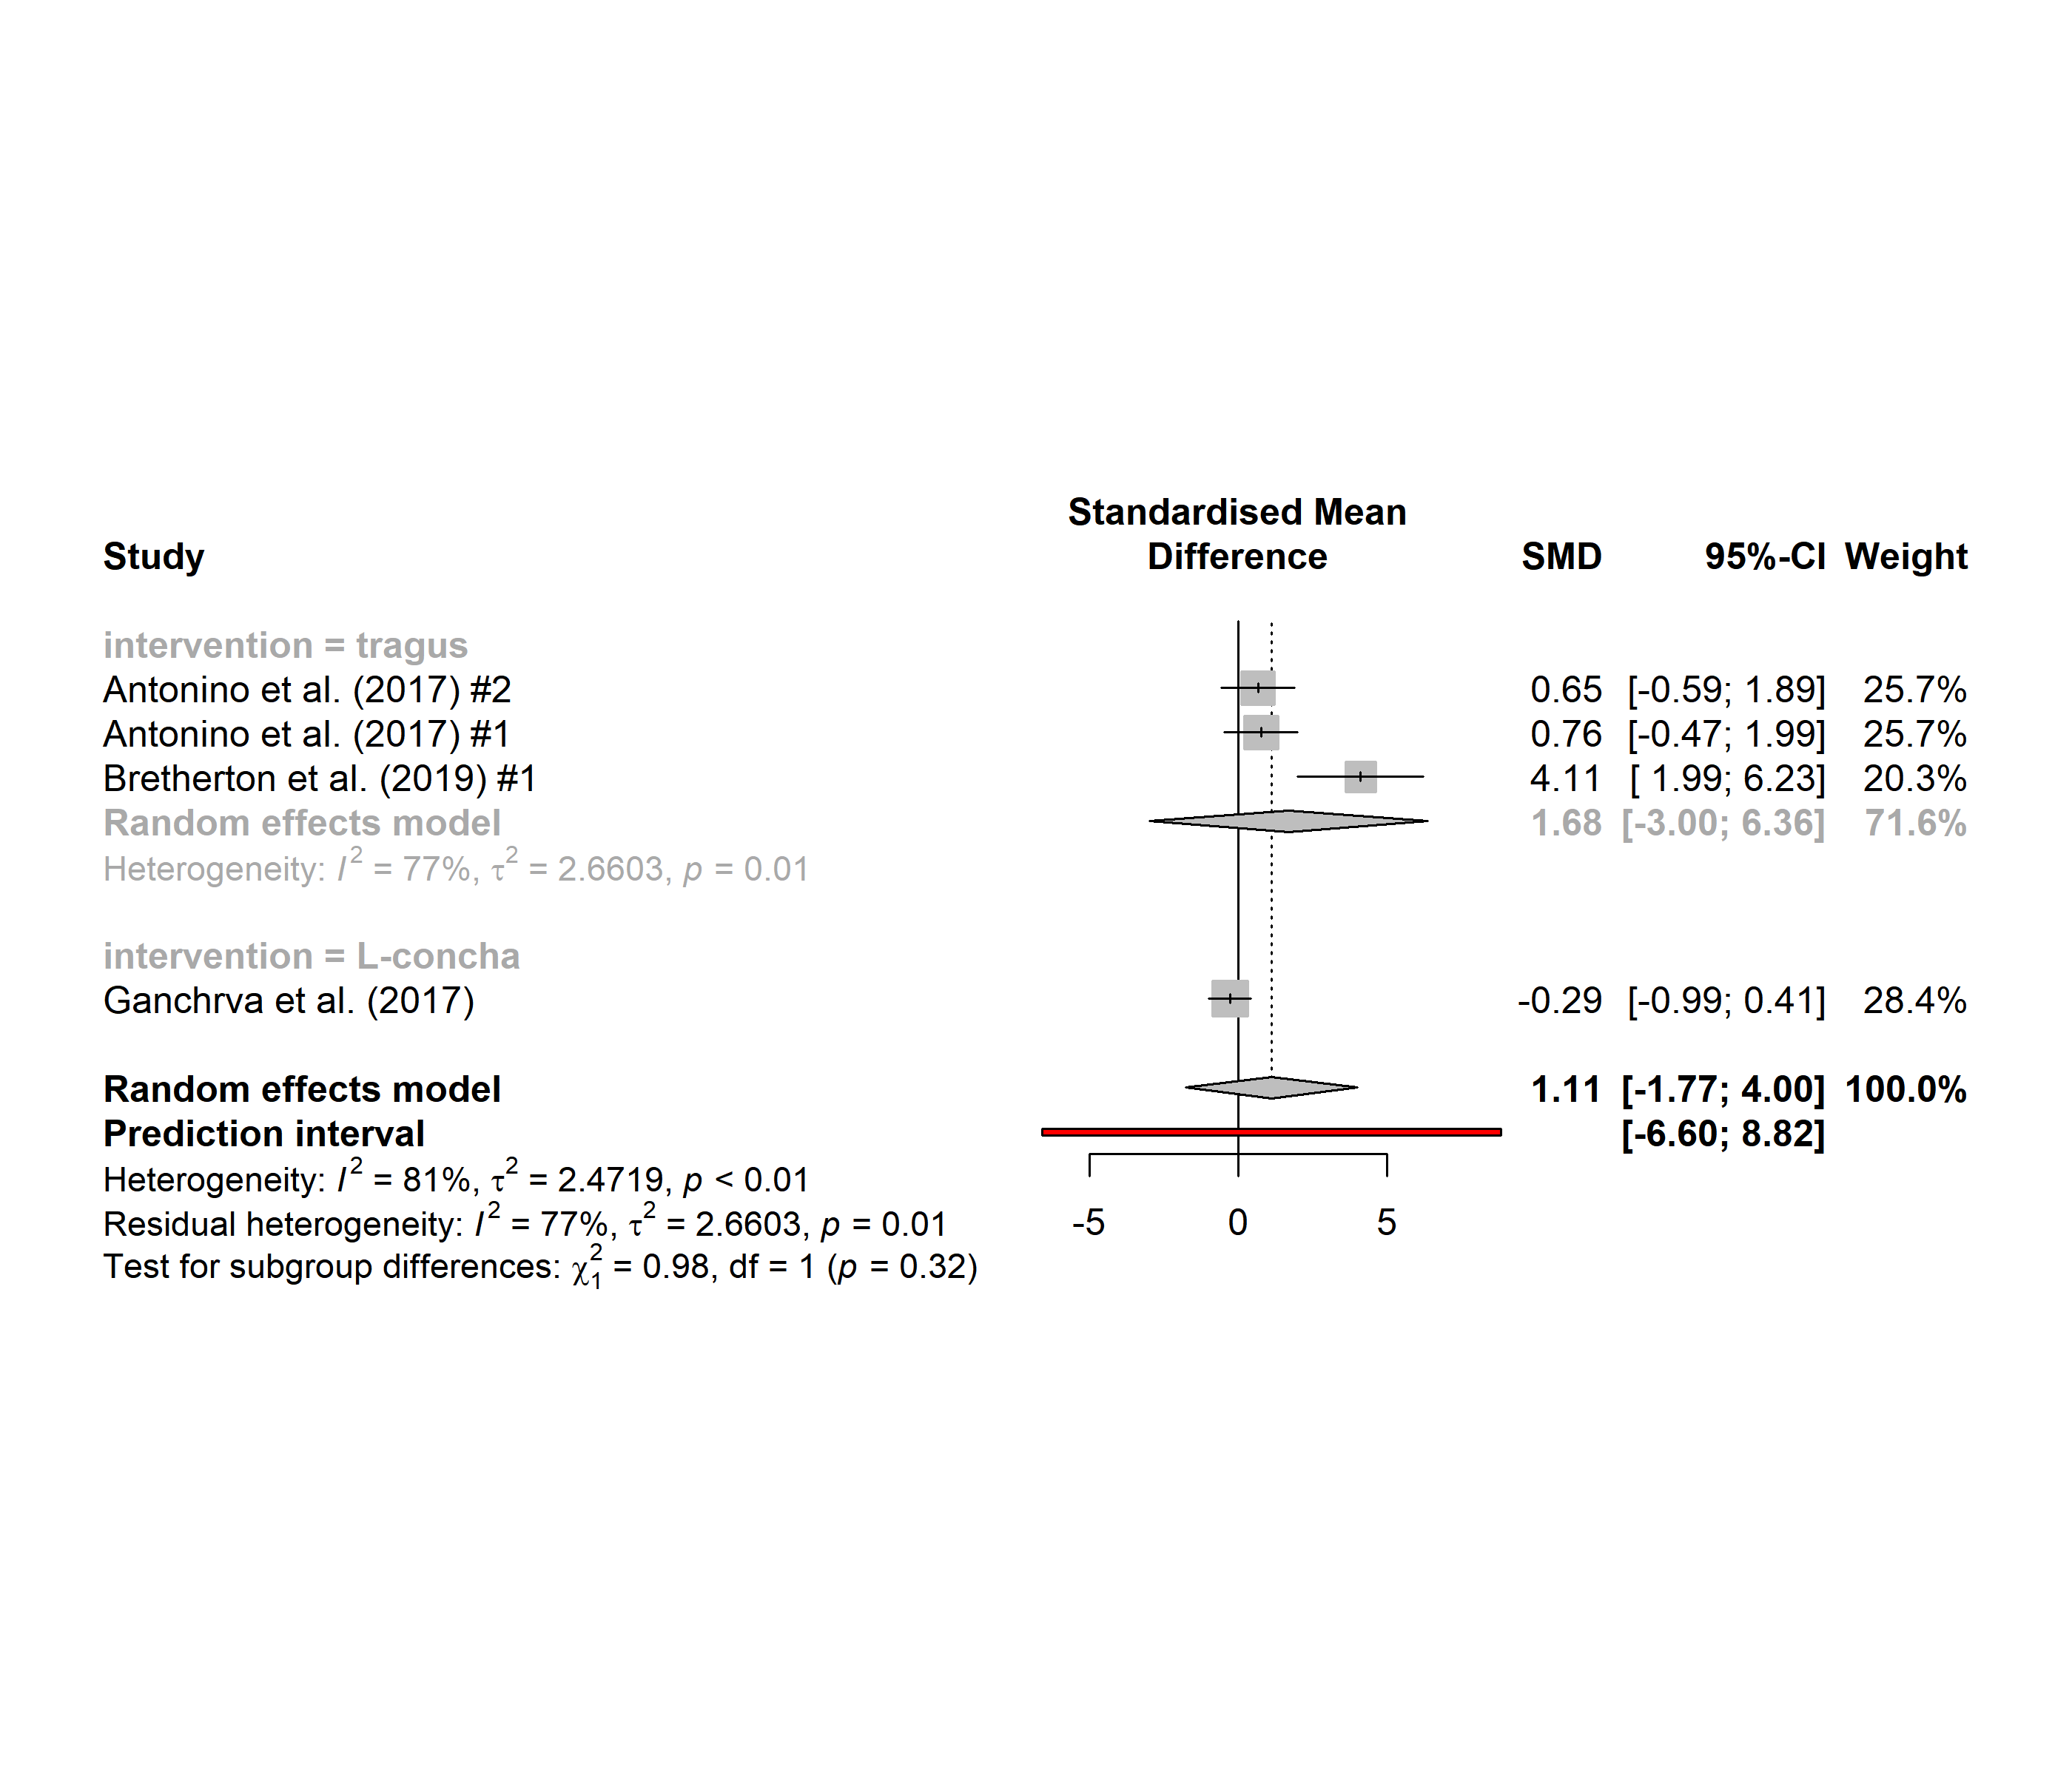 Standardised Mean
Study Difference SMD 95%-CI Weight
intervention = tragus
Antonino et al. (2017) #2 0.65 [-0.59; 1.89] 25.7%
Antonino et al. (2017) #1 0.76 [-0.47; 1.99] 25.7%
Bretherton et al. (2019) #1 4.11 [ 1.99; 6.23] 20.3%
Random effects model 1.68 [-3.00; 6.36] 71.6%
Heterogeneity: I² = 77%, τ² = 2.6603, p = 0.01
intervention = L-concha
Ganchrva et al. (2017) -0.29 [-0.99; 0.41] 28.4%
Random effects model 1.11 [-1.77; 4.00] 100.0%
Prediction interval [-6.60; 8.82]
Heterogeneity: I² = 81%, τ² = 2.4719, p < 0.01
Residual heterogeneity: I² = 77%, τ² = 2.6603, p = 0.01
-5 0 5
Test for subgroup differences: χ²₁ = 0.98, df = 1 (p = 0.32)